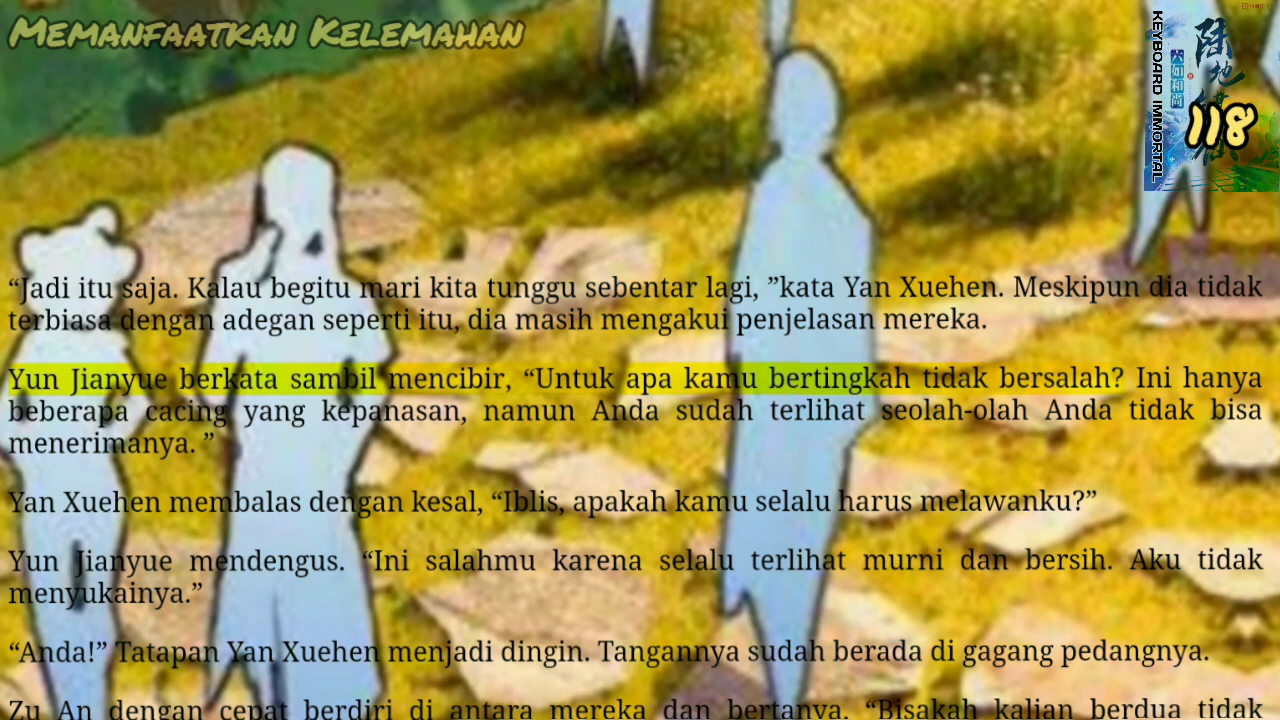 Memanfaatkan Kelemahan
KEYBOARD IMMORTAL
118
“Jadi itu saja. Kalau begitu mari kita tunggu sebentar lagi, ”kata Yan Xuehen. Meskipun dia tidak
terbiasa dengan adegan seperti itu, dia masih mengakui penjelasan mereka.
Yun Jianyue berkata sambil mencibir, “Untuk apa kamu bertingkah tidak bersalah? Ini hanya
beberapa cacing yang kepanasan, namun Anda sudah terlihat seolah-olah Anda tidak bisa
menerimanya. ”
Yan Xuehen membalas dengan kesal, “Iblis, apakah kamu selalu harus melawanku?”
Yun Jianyue mendengus. “Ini salahmu karena selalu terlihat murni dan bersih. Aku tidak
menyukainya.”
“Anda!” Tatapan Yan Xuehen menjadi dingin. Tangannya sudah berada di gagang pedangnya.
Zu An dengan cepat berdiri di antara mereka dan bertanya, “Bisakah kalian berdua tidak